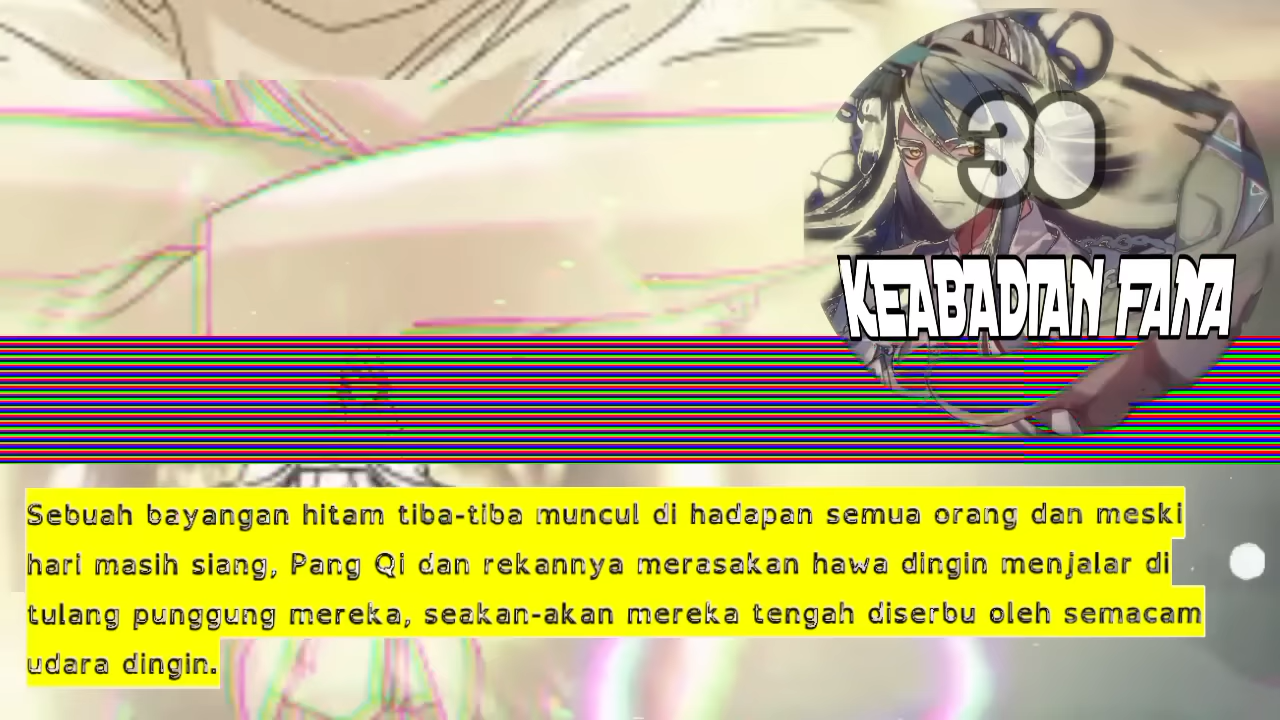 30
KEABADIAN FANA
Sebuah bayangan hitam tiba-tiba muncul di hadapan semua orang dan meski
hari masih siang, Pang Qi dan rekannya merasakan hawa dingin menjalar di
tulang punggung mereka, seakan-akan mereka tengah diserbu oleh semacam
udara dingin.